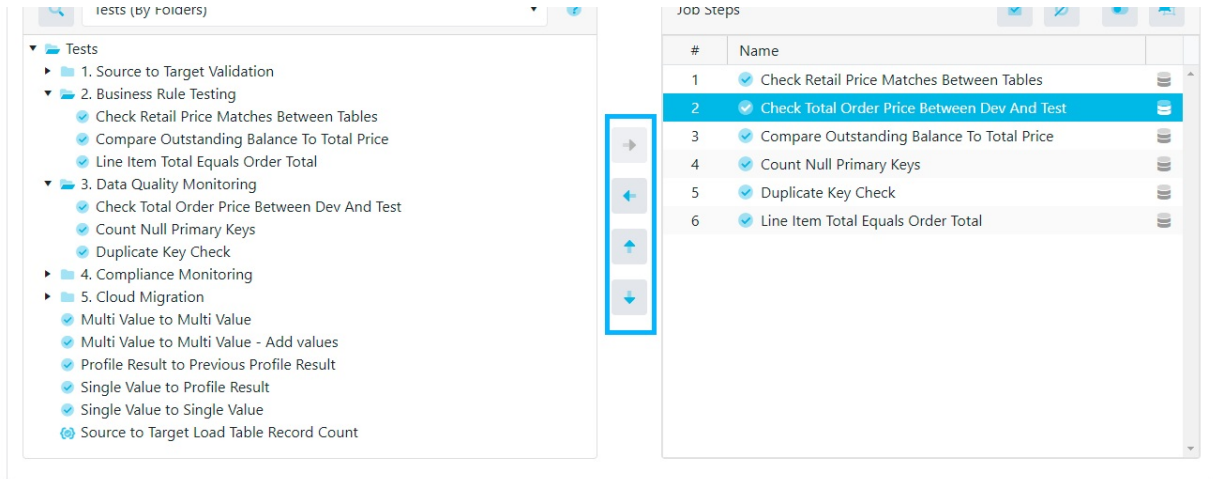 Tests (By Folders)
Tests
1. Source to Target Validation
2. Business Rule Testing
Check Retail Price Matches Between Tables
Compare Outstanding Balance To Total Price
Line Item Total Equals Order Total
3. Data Quality Monitoring
Check Total Order Price Between Dev And Test
Count Null Primary Keys
Duplicate Key Check
4. Compliance Monitoring
5. Cloud Migration
Multi Value to Multi Value
Multi Value to Multi Value - Add values
Profile Result to Previous Profile Result
Single Value to Profile Result
Single Value to Single Value
Source to Target Load Table Record Count
Job Steps
# Name
1 Check Retail Price Matches Between Tables
2 Check Total Order Price Between Dev And Test
3 Compare Outstanding Balance To Total Price
4 Count Null Primary Keys
5 Duplicate Key Check
6 Line Item Total Equals Order Total